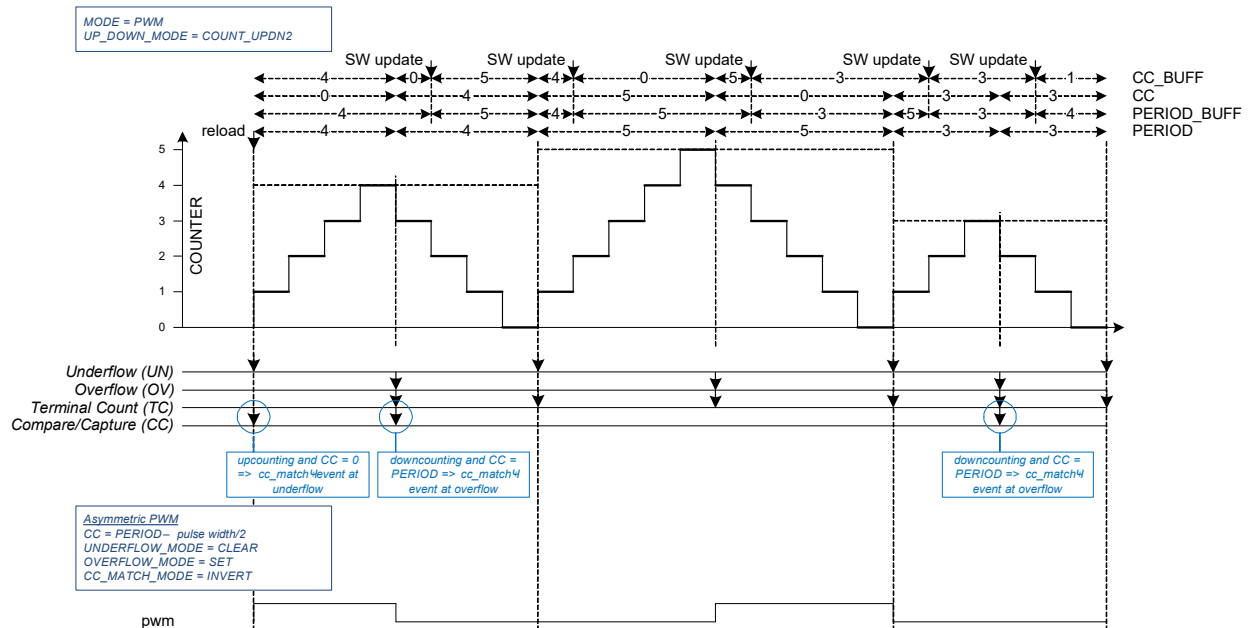 MODE = PWM
UP_DOWN_MODE = COUNT_UPDN2
SW update SW update SW update SW update SW update
4 0 5 4 0 5 3 3 1 CC_BUFF
0 4 5 0 3 3 CC
4 5 4 5 3 5 3 4 PERIOD_BUFF
reload 4 4 5 5 3 3 PERIOD
5
4
3
2
1
0
COUNTER
Underflow (UN)
Overflow (OV)
Terminal Count (TC)
Compare/Capture (CC)
upcounting and CC = 0
=> cc_match event at
underflow
downcounting and CC =
PERIOD => cc_match
event at overflow
downcounting and CC =
PERIOD => cc_match
event at overflow
Asymmetric PWM
CC = PERIOD – pulse width/2
UNDERFLOW_MODE = CLEAR
OVERFLOW_MODE = SET
CC_MATCH_MODE = INVERT
pwm